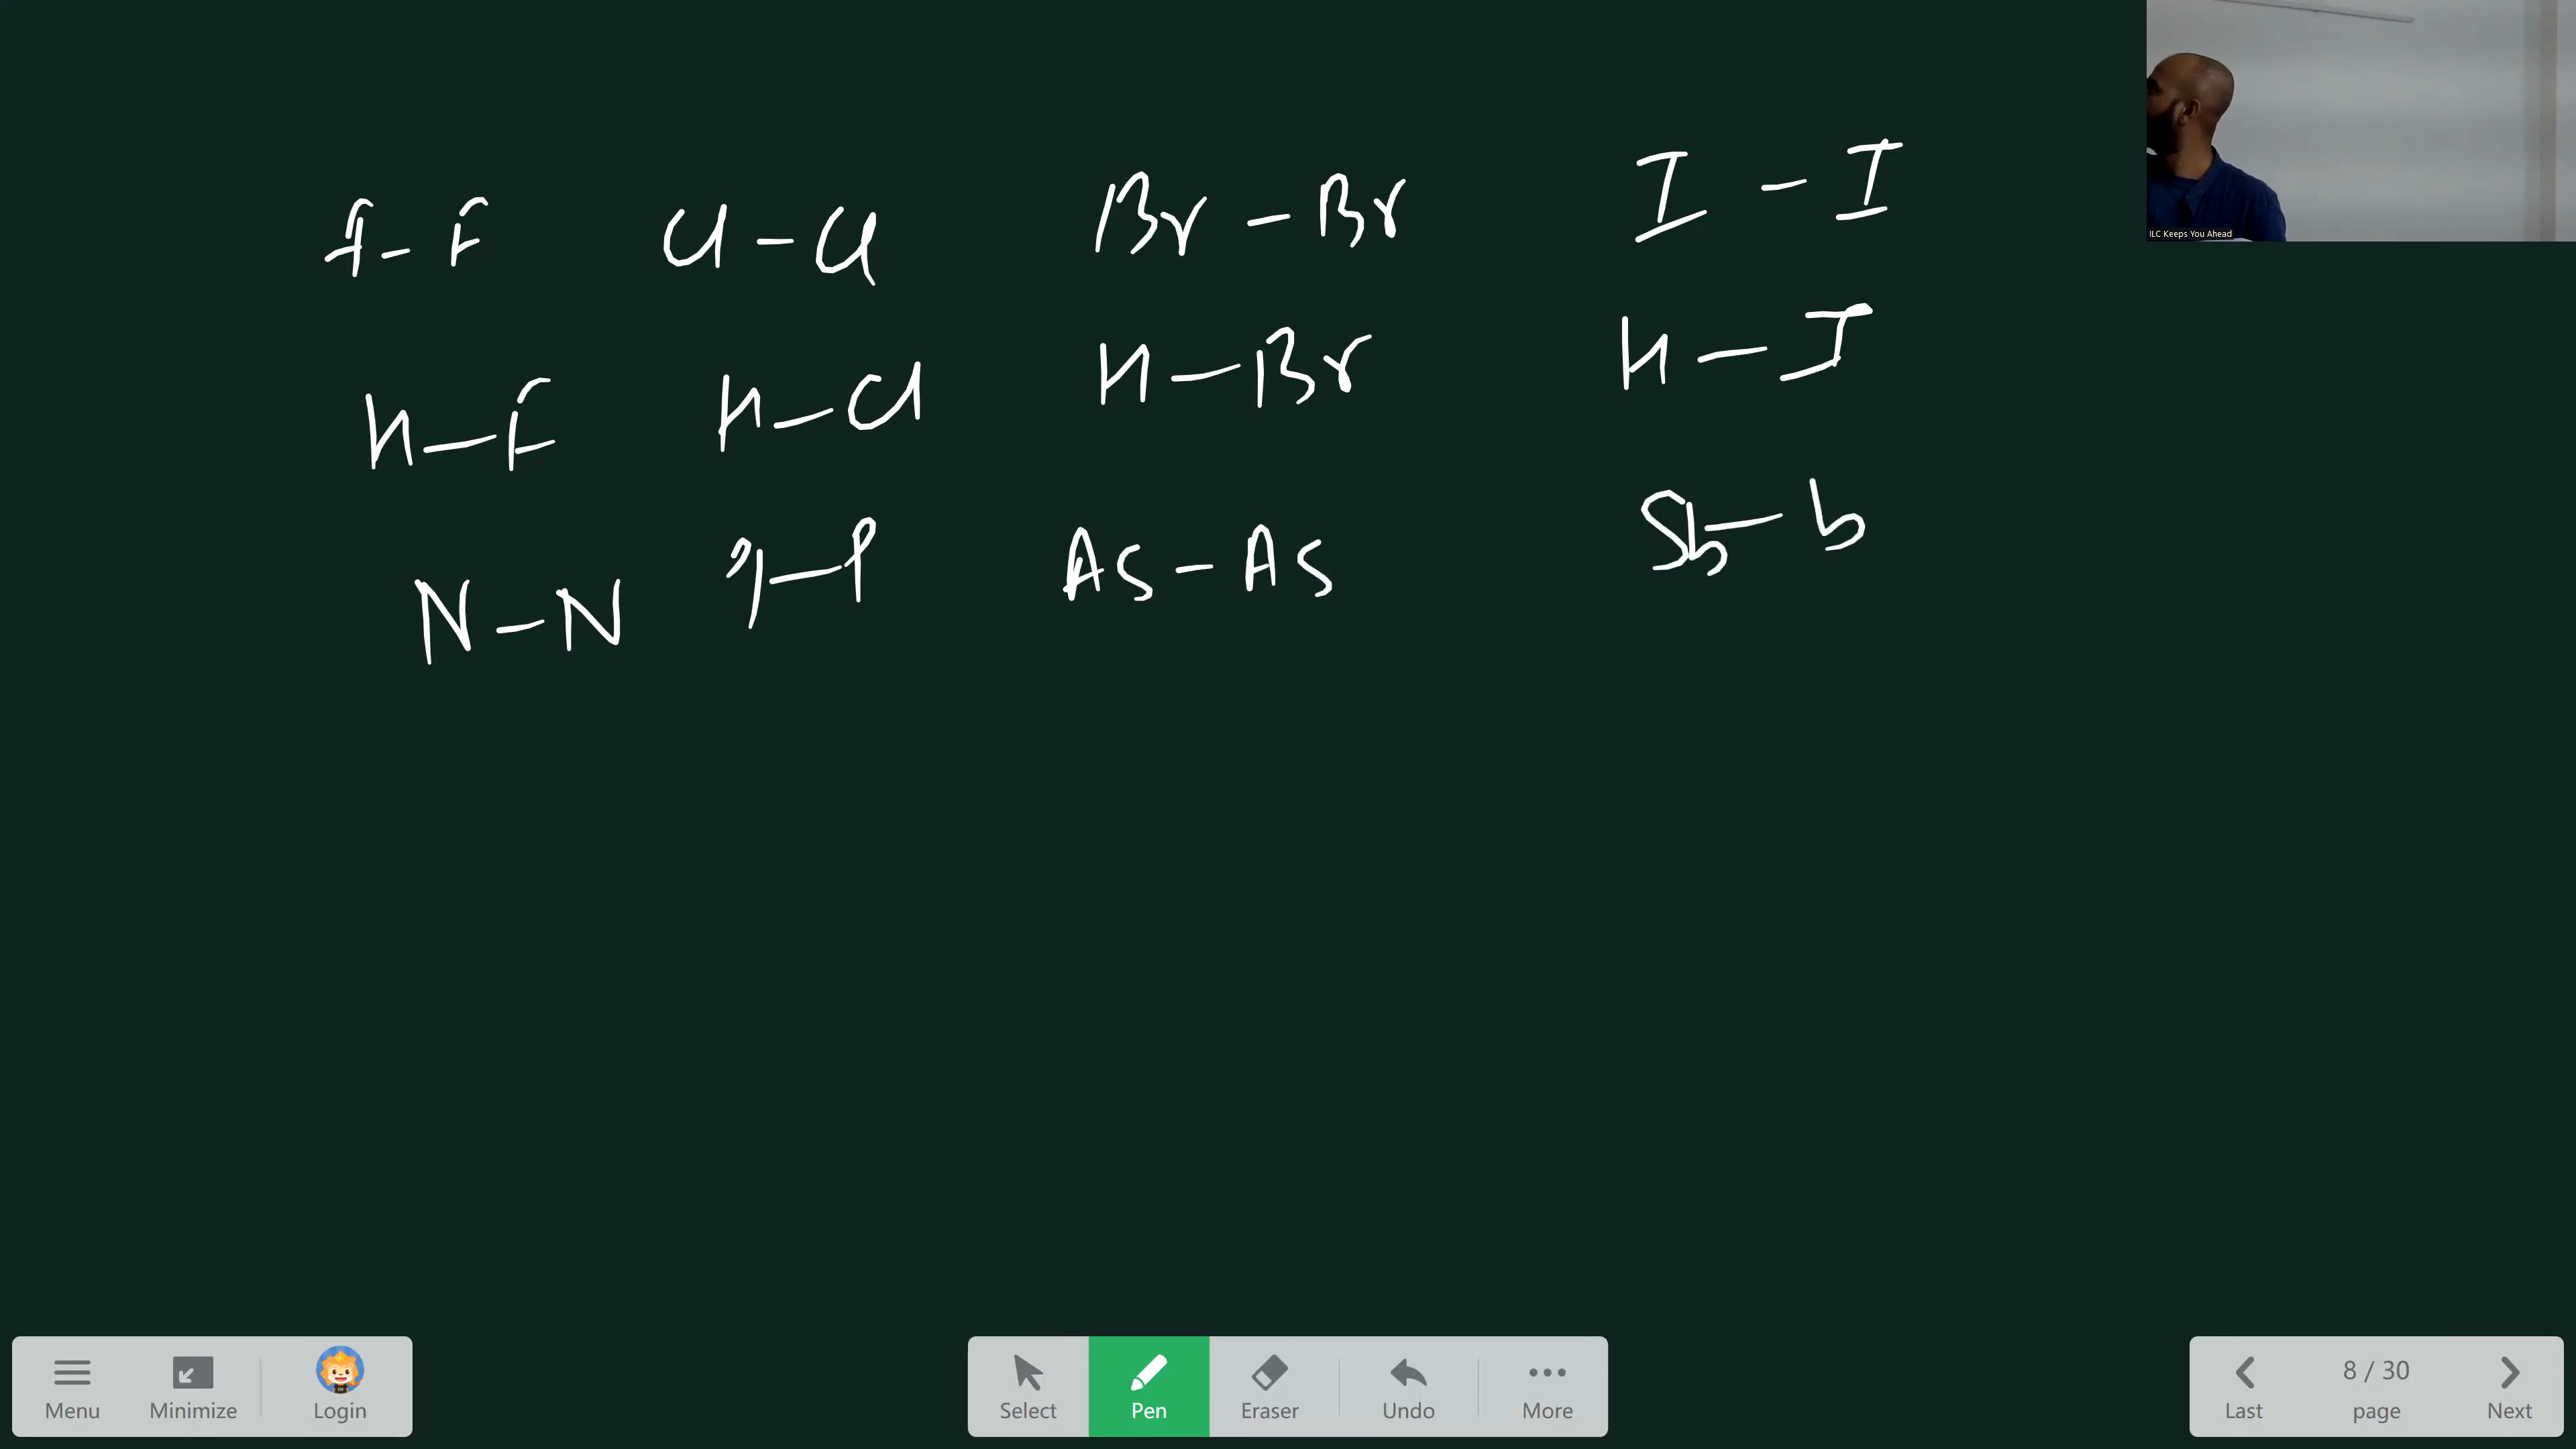 F - F Cl - Cl Br - Br I - I
H - F H - Cl H - Br H - I
N - N P - P As - As Sb - b
ILC Keeps You Ahead
Menu Minimize Login Select Pen Eraser Undo More Last 8 / 30 page Next